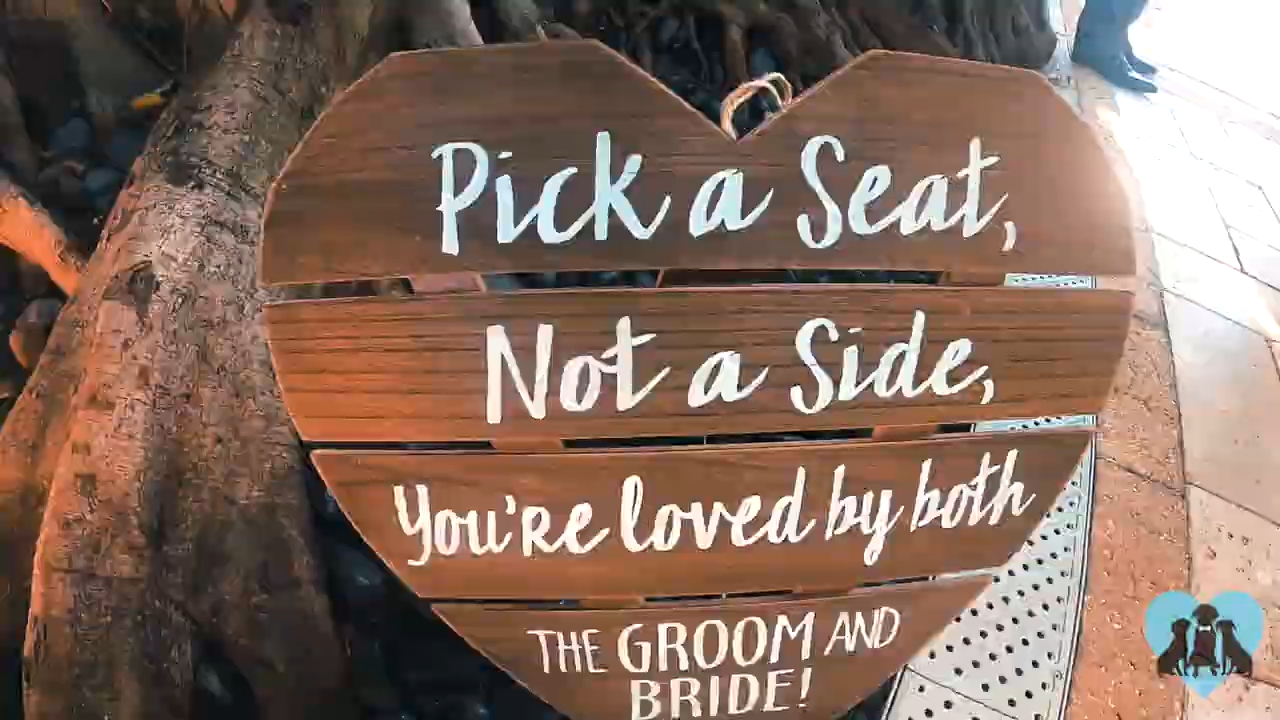 Pick a Seat,
Not a Side,
You're loved by both
THE GROOM AND
BRIDE!